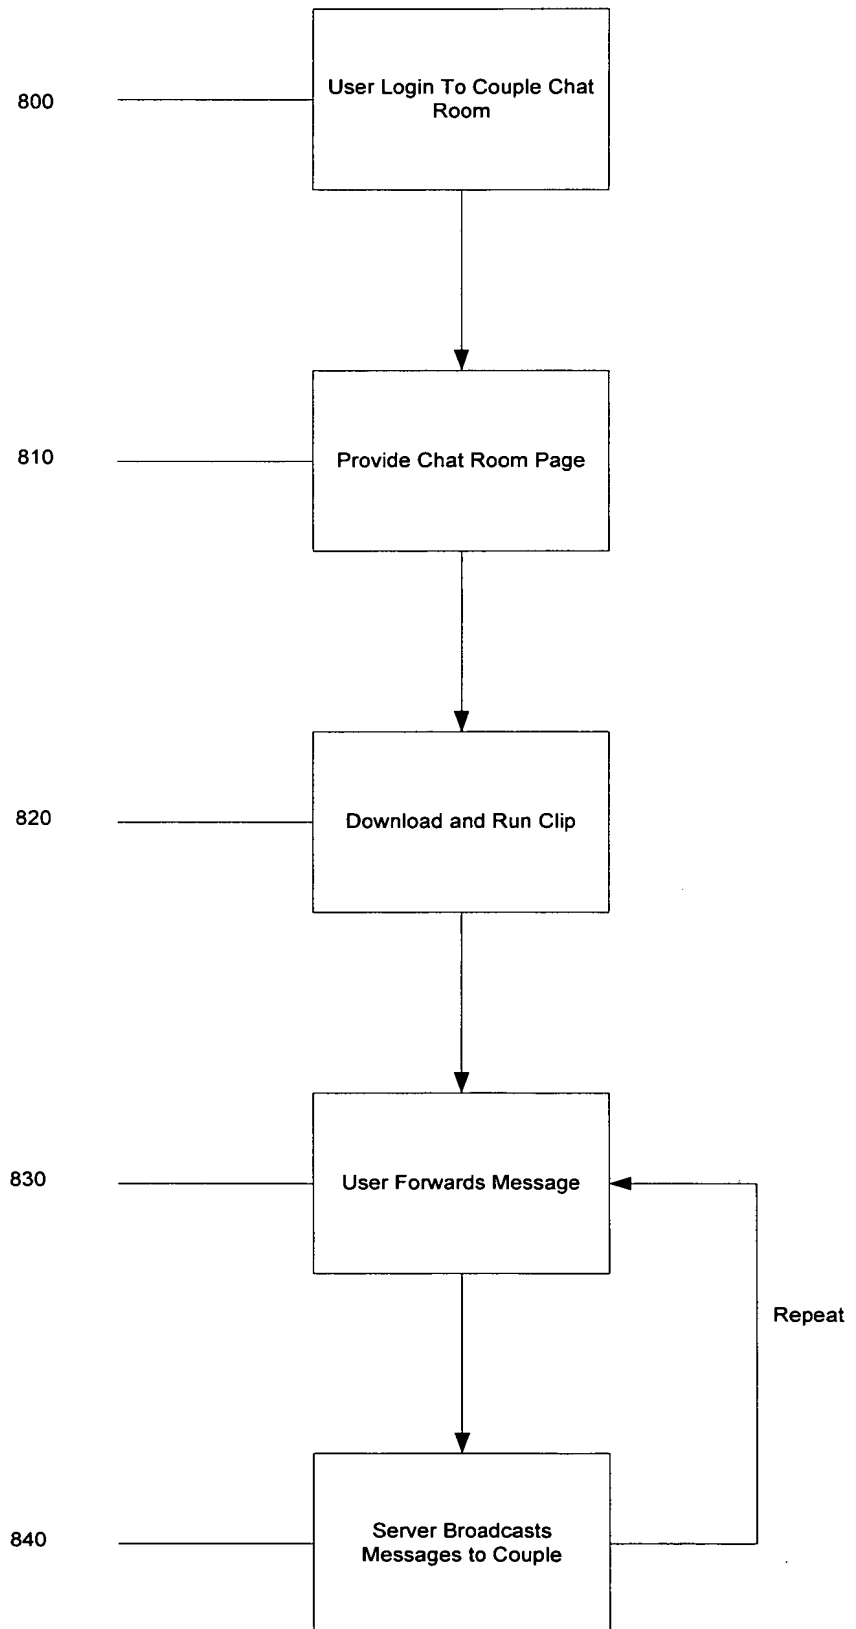 800
User Login To Couple Chat
Room
810
Provide Chat Room Page
820
Download and Run Clip
830
User Forwards Message
Repeat
840
Server Broadcasts
Messages to Couple